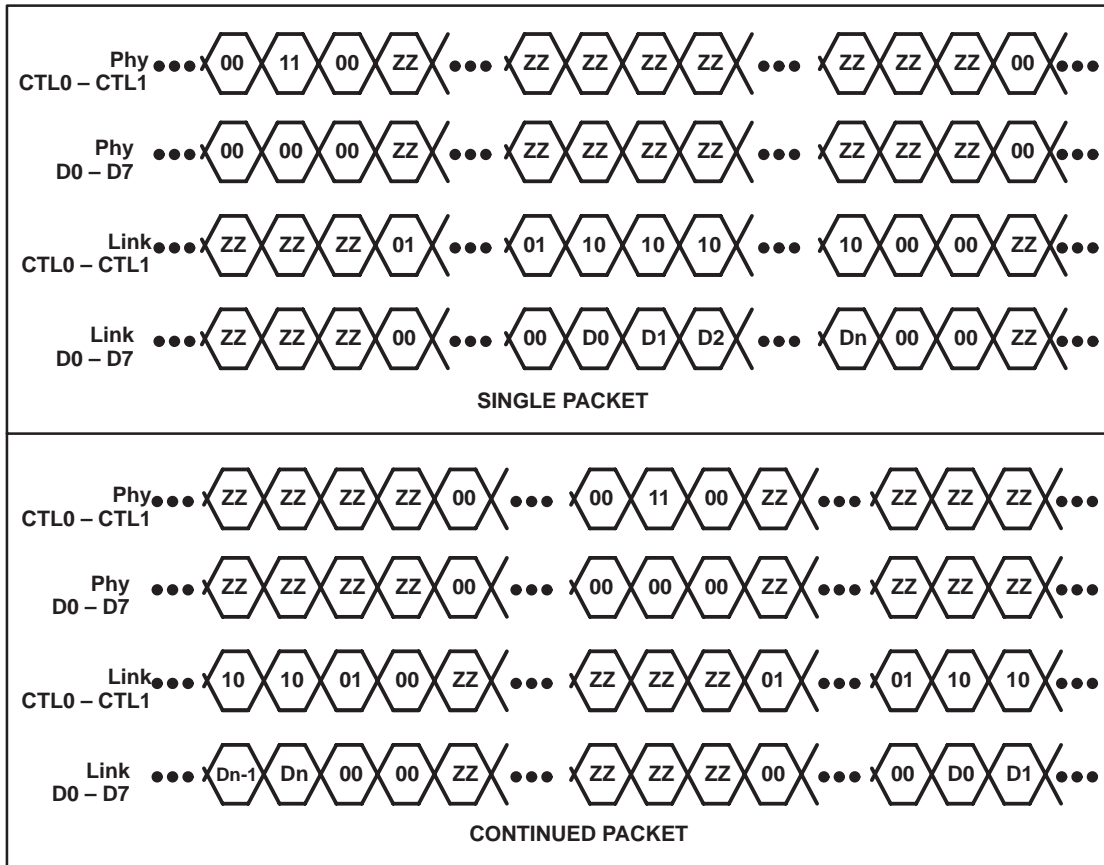 Phy
CTL0 – CTL1
00 11 00 ZZ ZZ ZZ ZZ ZZ ZZ ZZ ZZ 00
Phy
D0 – D7
00 00 00 ZZ ZZ ZZ ZZ ZZ ZZ ZZ ZZ 00
Link
CTL0 – CTL1
ZZ ZZ ZZ 01 01 10 10 10 10 00 00 ZZ
Link
D0 – D7
ZZ ZZ ZZ 00 00 D0 D1 D2 Dn 00 00 ZZ
SINGLE PACKET
Phy
CTL0 – CTL1
ZZ ZZ ZZ ZZ 00 00 11 00 ZZ ZZ ZZ ZZ
Phy
D0 – D7
ZZ ZZ ZZ ZZ 00 00 00 00 ZZ ZZ ZZ ZZ
Link
CTL0 – CTL1
10 10 01 00 ZZ ZZ ZZ ZZ 01 01 10 10
Link
D0 – D7
Dn-1 Dn 00 00 ZZ ZZ ZZ ZZ 00 00 D0 D1
CONTINUED PACKET